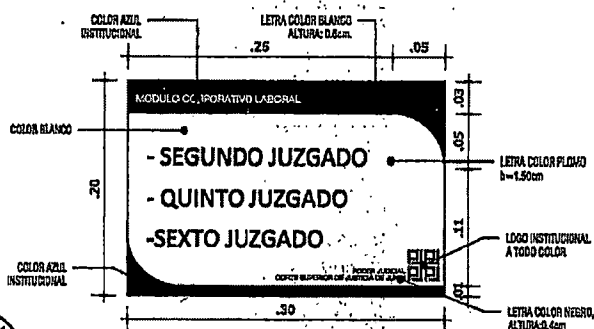 COLOR AZUL
INSTITUCIONAL
LETRA COLOR BLANCO
ALTURA: 0.6cm.
.25
.05
MODULO CORPORATIVO LABORAL
.03
COLOR BLANCO
.05
- SEGUNDO JUZGADO
LETRA COLOR PLOMO
h=1.50cm
.20
- QUINTO JUZGADO
.11
-SEXTO JUZGADO
LOGO INSTITUCIONAL
A TODO COLOR
COLOR AZUL
INSTITUCIONAL
PODER JUDICIAL
CORTE SUPERIOR DE JUSTICIA DE JUNIN
.01
.30
LETRA COLOR NEGRO,
ALTURA:0.4cm